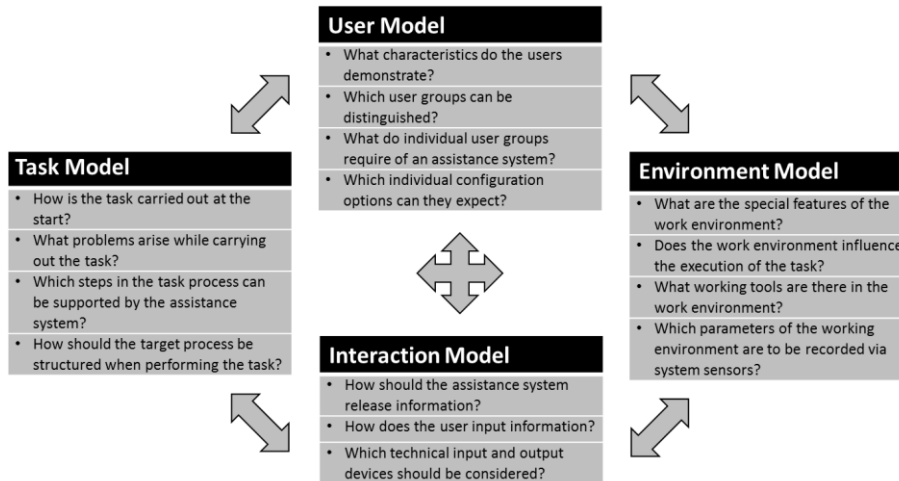 User Model
• What characteristics do the users
demonstrate?
• Which user groups can be
distinguished?
• What do individual user groups
require of an assistance system?
• Which individual configuration
options can they expect?
Task Model
• How is the task carried out at the
start?
• What problems arise while carrying
out the task?
• Which steps in the task process can
be supported by the assistance
system?
• How should the target process be
structured when performing the task?
Environment Model
• What are the special features of the
work environment?
• Does the work environment influence
the execution of the task?
• What working tools are there in the
work environment?
• Which parameters of the working
environment are to be recorded via
system sensors?
Interaction Model
• How should the assistance system
release information?
• How does the user input information?
• Which technical input and output
devices should be considered?